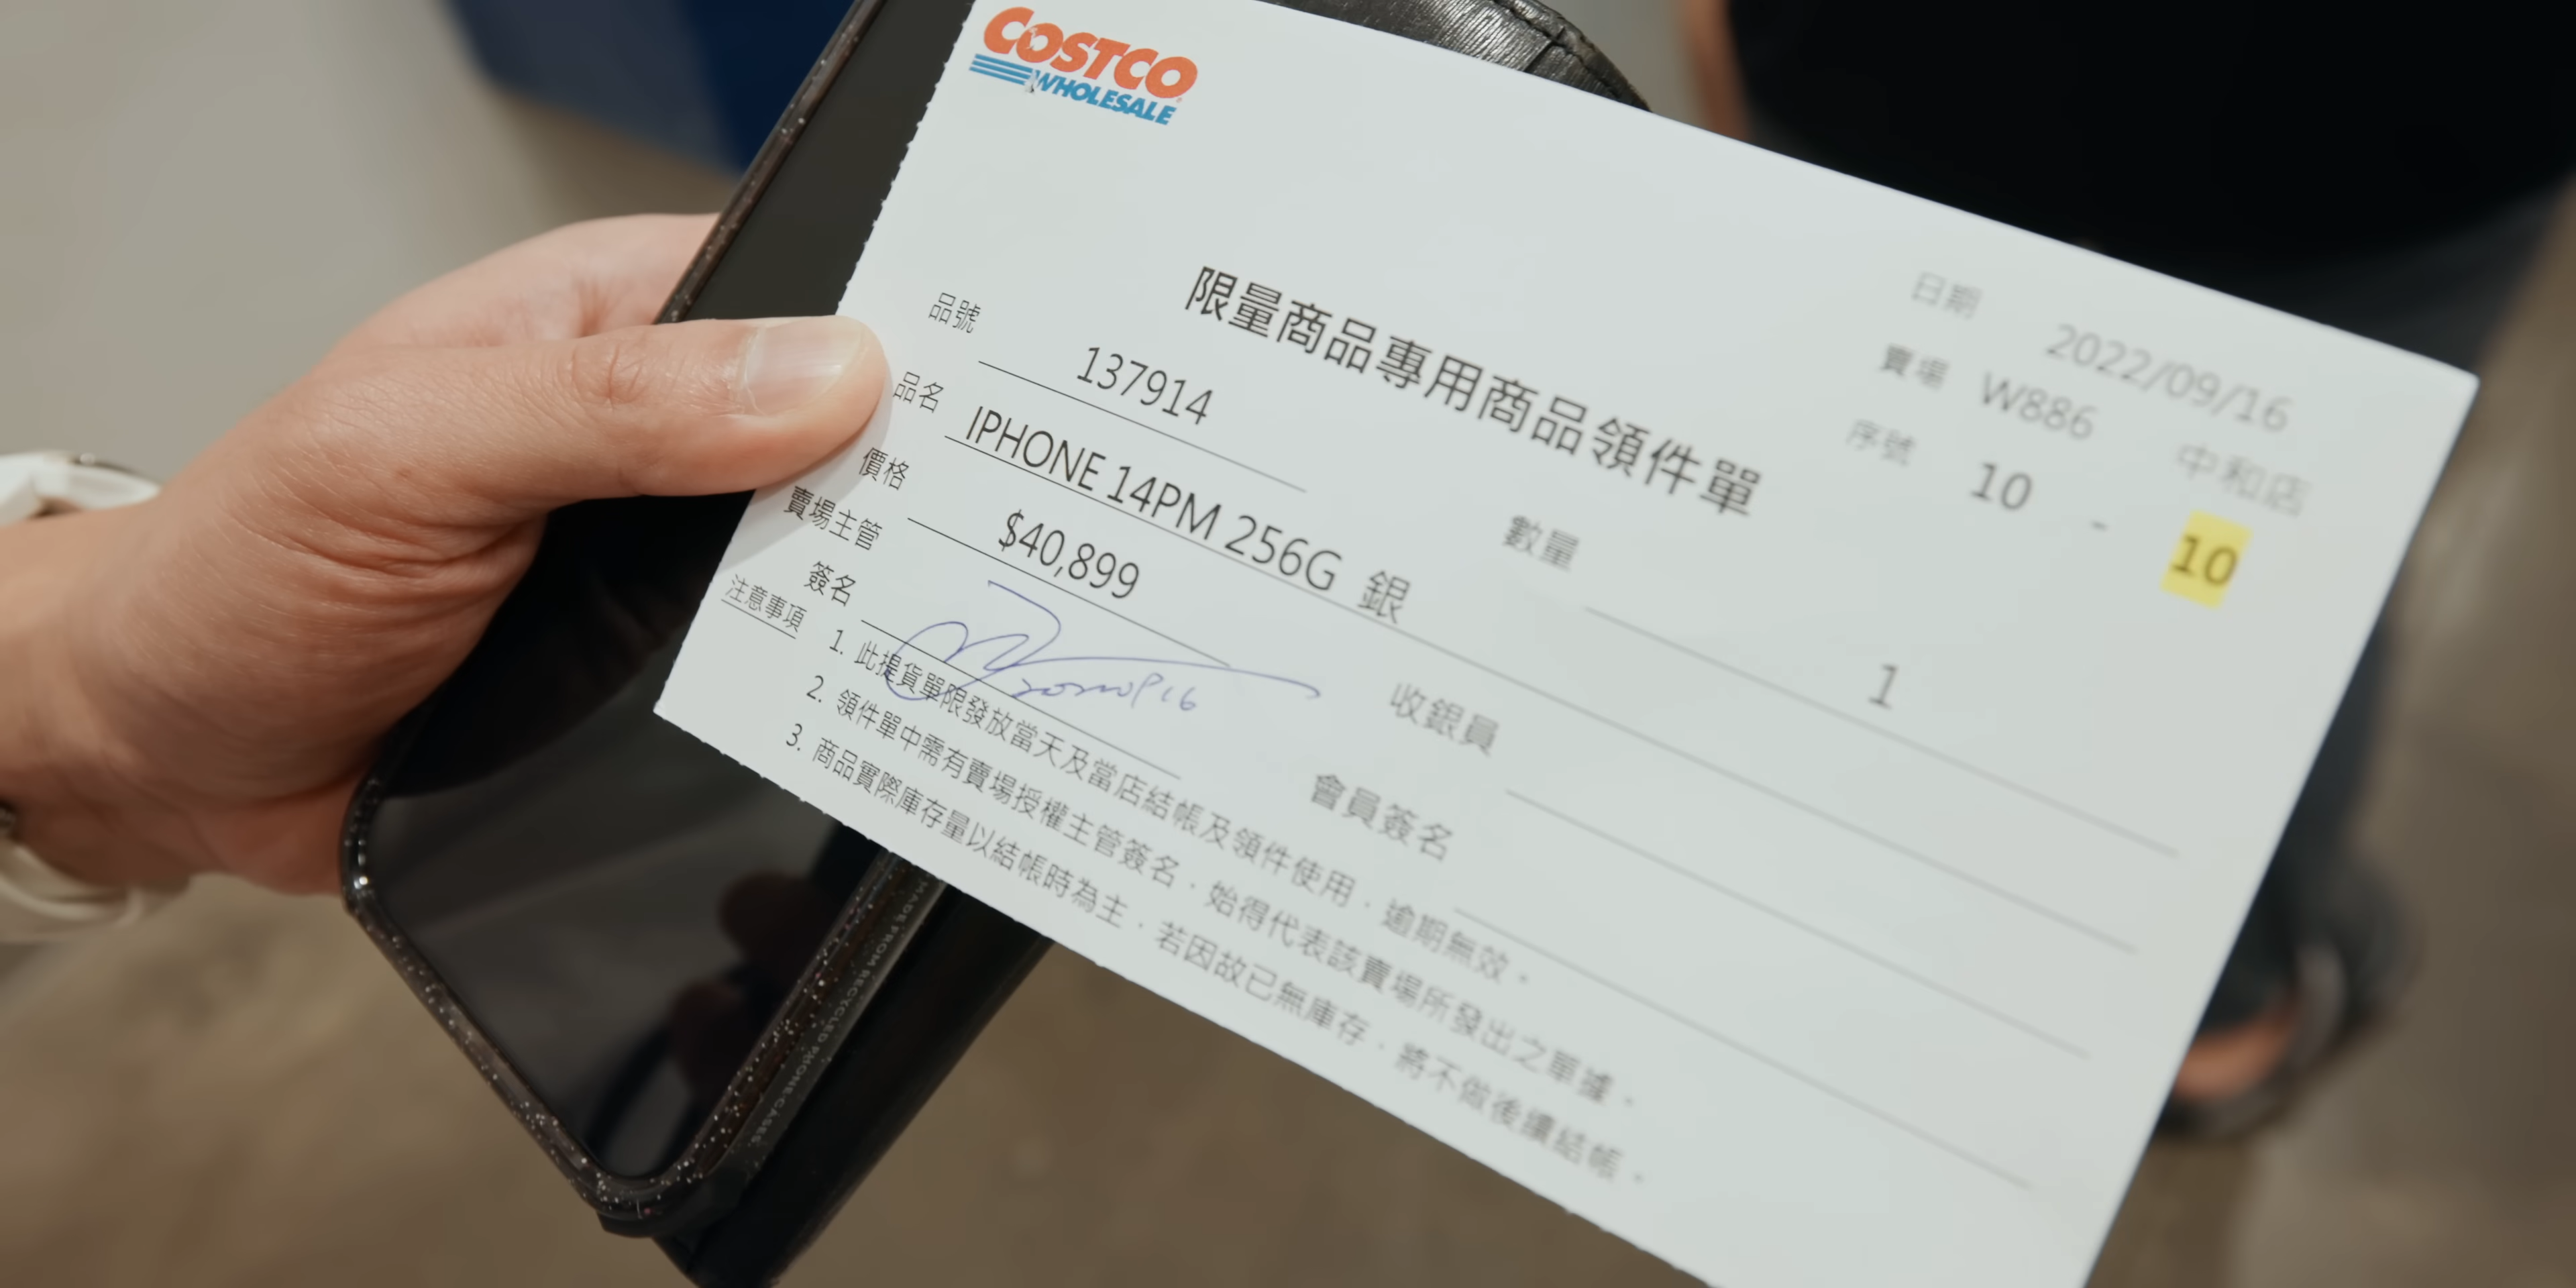 COSTCO
WHOLESALE
限量商品專用商品領件單
日期 2022/09/16
賣場 W886 中和店
序號 10 - 10
品號 137914
品名 IPHONE 14PM 256G 銀
數量 1
價格 $40,899
收銀員
賣場主管
簽名
會員簽名
注意事項
1. 此提貨單限發放當天及當店結帳及領件使用，逾期無效。
2. 領件單中需有賣場授權主管簽名，始得代表該賣場所發出之單據。
3. 商品實際庫存量以結帳時為主，若因故已無庫存，將不做後續結帳。
MADE FROM RECYCLED PHONE-CASES